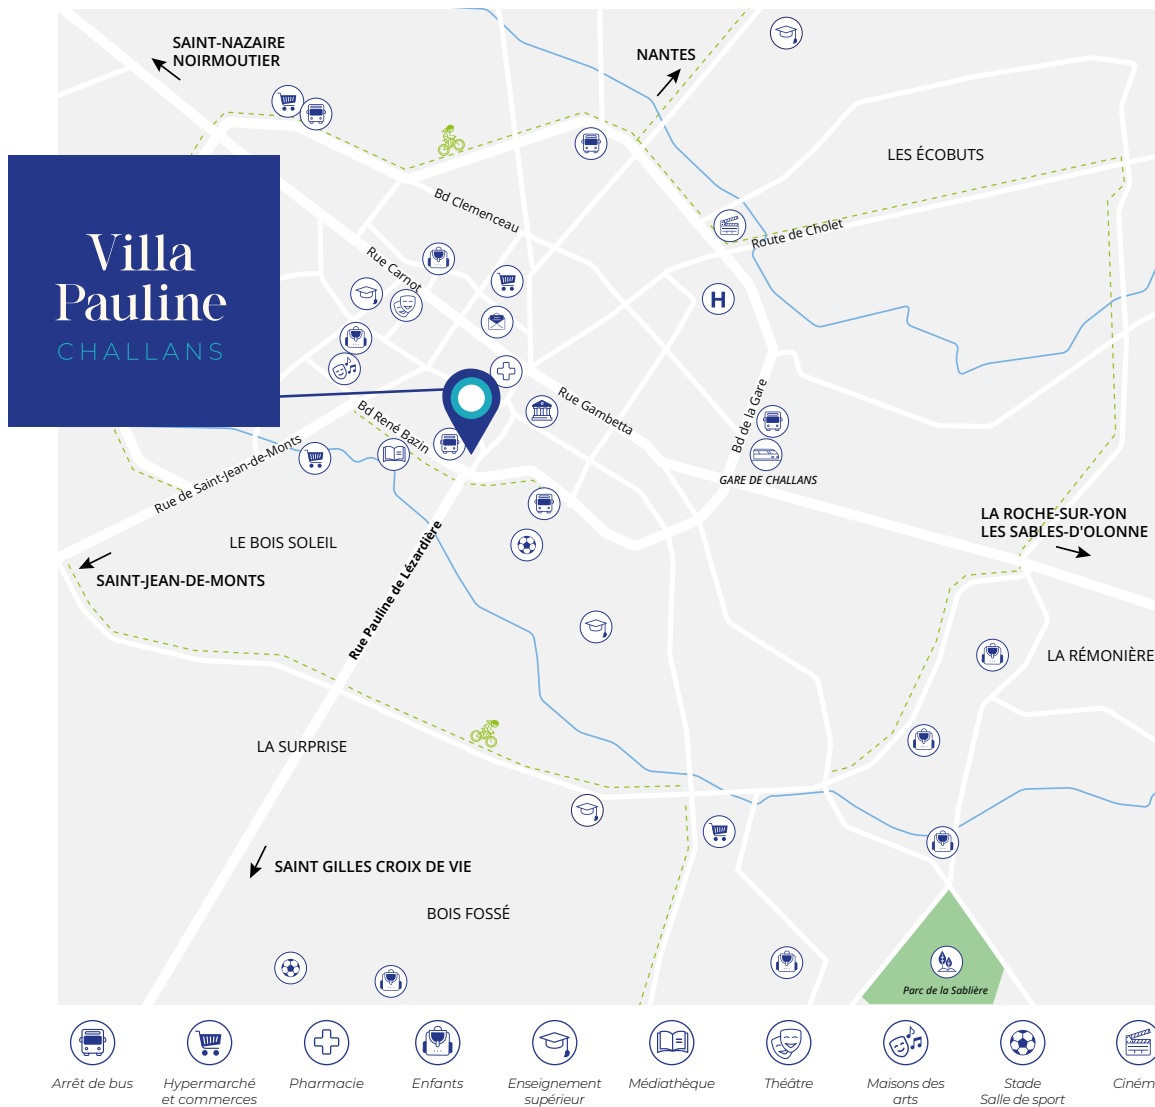 SAINT-NAZAIRE
NOIRMOUTIER
NANTES
LES ÉCOBUTS
Bd Clemenceau
Route de Cholet
Rue Carnot
Villa
Pauline
CHALLANS
H
Rue Gambetta
Bd de la Gare
Bd René Bazin
Rue de Saint-Jean-de-Monts
GARE DE CHALLANS
LA ROCHE-SUR-YON
LES SABLES-D'OLONNE
LE BOIS SOLEIL
SAINT-JEAN-DE-MONTS
Rue Pauline de Lézardière
LA RÉMONIÈRE
LA SURPRISE
SAINT GILLES CROIX DE VIE
BOIS FOSSÉ
Parc de la Sablière
Arrêt de bus
Hypermarché
et commerces
Pharmacie
Enfants
Enseignement
supérieur
Médiathèque
Théâtre
Maisons des
arts
Stade
Salle de sport
Ciném